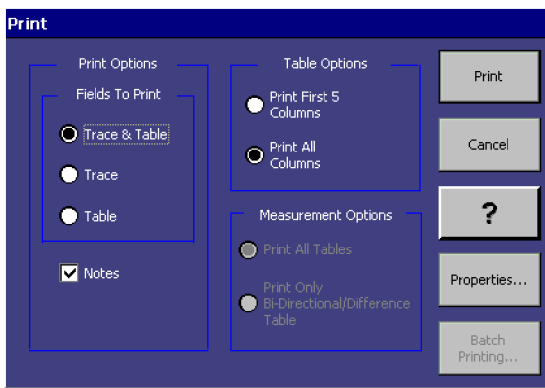 Print
Print Options
Fields To Print
Trace & Table
Trace
Table
Notes
Table Options
Print First 5
Columns
Print All
Columns
Measurement Options
Print All Tables
Print Only
Bi-Directional/Difference
Table
Print
Cancel
?
Properties...
Batch
Printing...